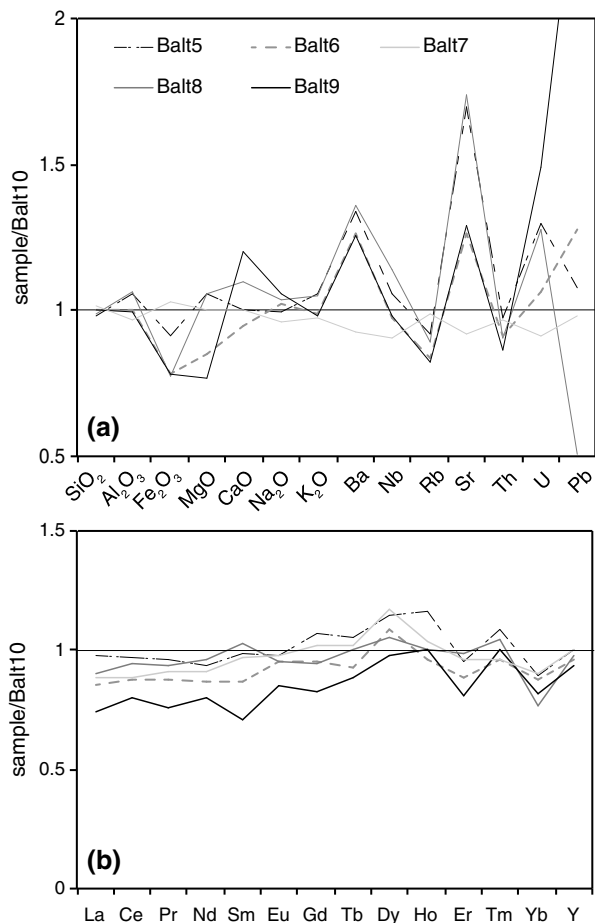 2
Balt5 Balt6 Balt7
Balt8 Balt9
1.5
sample/Balt10
1
(a)
0.5
SiO₂ Al₂O₃ Fe₂O₃ MgO CaO Na₂O K₂O Ba Nb Rb Sr Th U Pb
1.5
1
sample/Balt10
0.5
(b)
0
La Ce Pr Nd Sm Eu Gd Tb Dy Ho Er Tm Yb Y